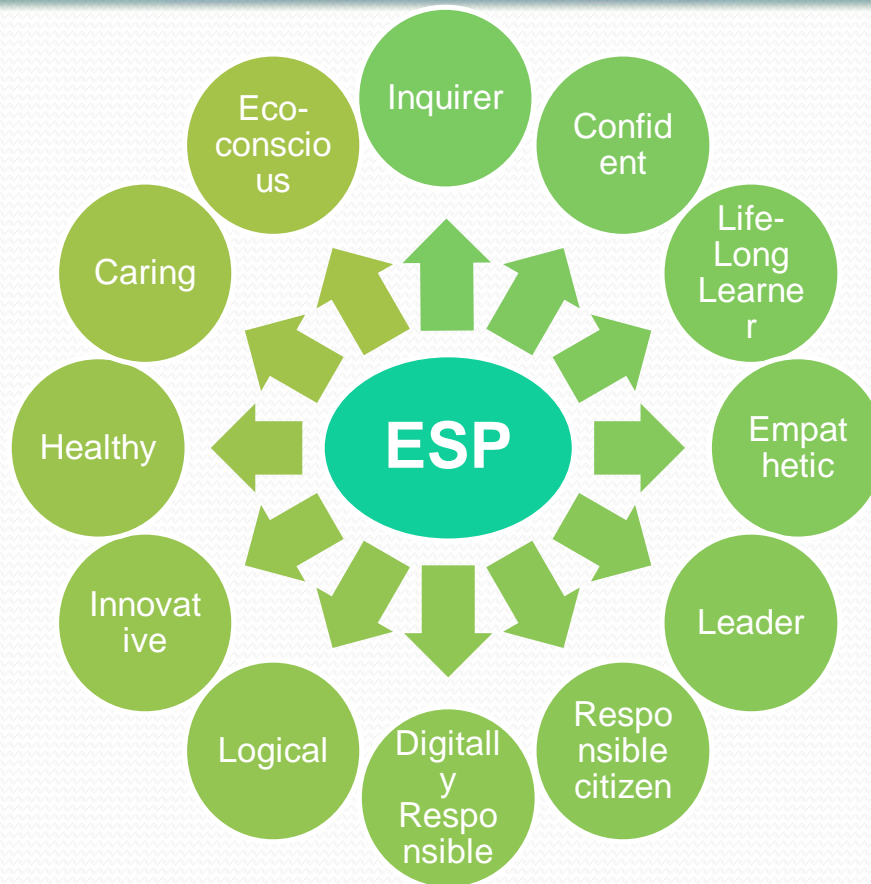 Inquirer
Confid
ent
Life-
Long
Learne
r
Empat
hetic
Leader
Respo
nsible
citizen
Digitall
y
Respo
nsible
Logical
Innovat
ive
Healthy
Caring
Eco-
conscio
us
ESP